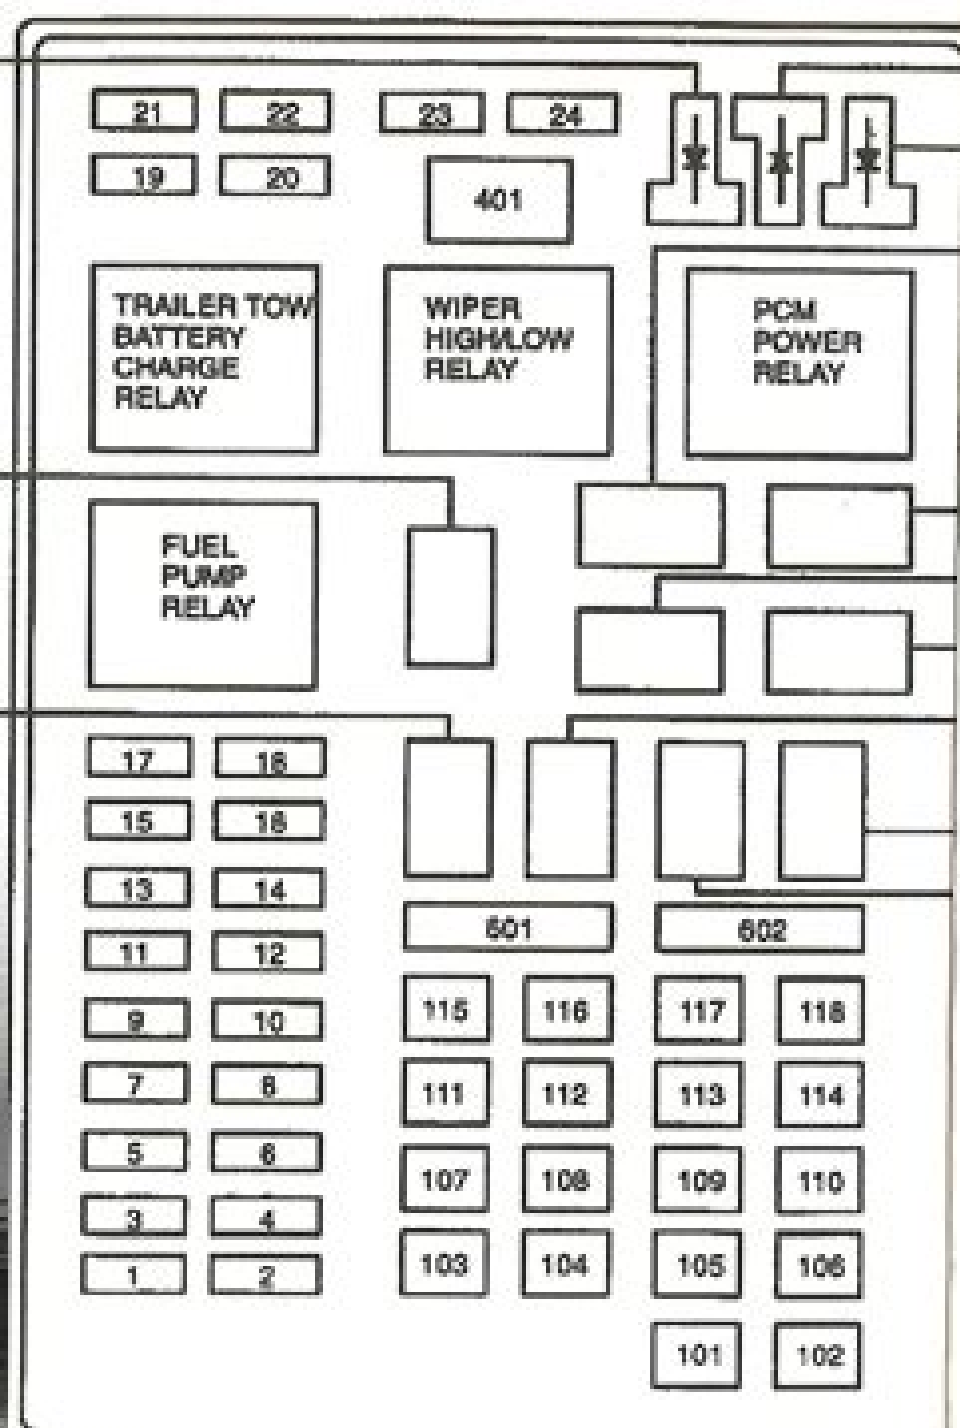 21 22 23 24
19 20 401
TRAILER TOW
BATTERY
CHARGE
RELAY
WIPER
HIGH/LOW
RELAY
PCM
POWER
RELAY
FUEL
PUMP
RELAY
17 18
15 16
13 14
11 12
9 10
7 8
5 6
3 4
1 2
601 602
115 116 117 118
111 112 113 114
107 108 109 110
103 104 105 106
101 102